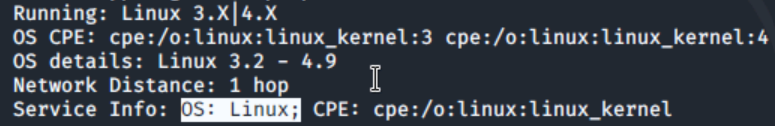 Running: Linux 3.X|4.X
OS CPE: cpe:/o:linux:linux_kernel:3 cpe:/o:linux:linux_kernel:4
OS details: Linux 3.2 - 4.9
Network Distance: 1 hop
Service Info: OS: Linux; CPE: cpe:/o:linux:linux_kernel